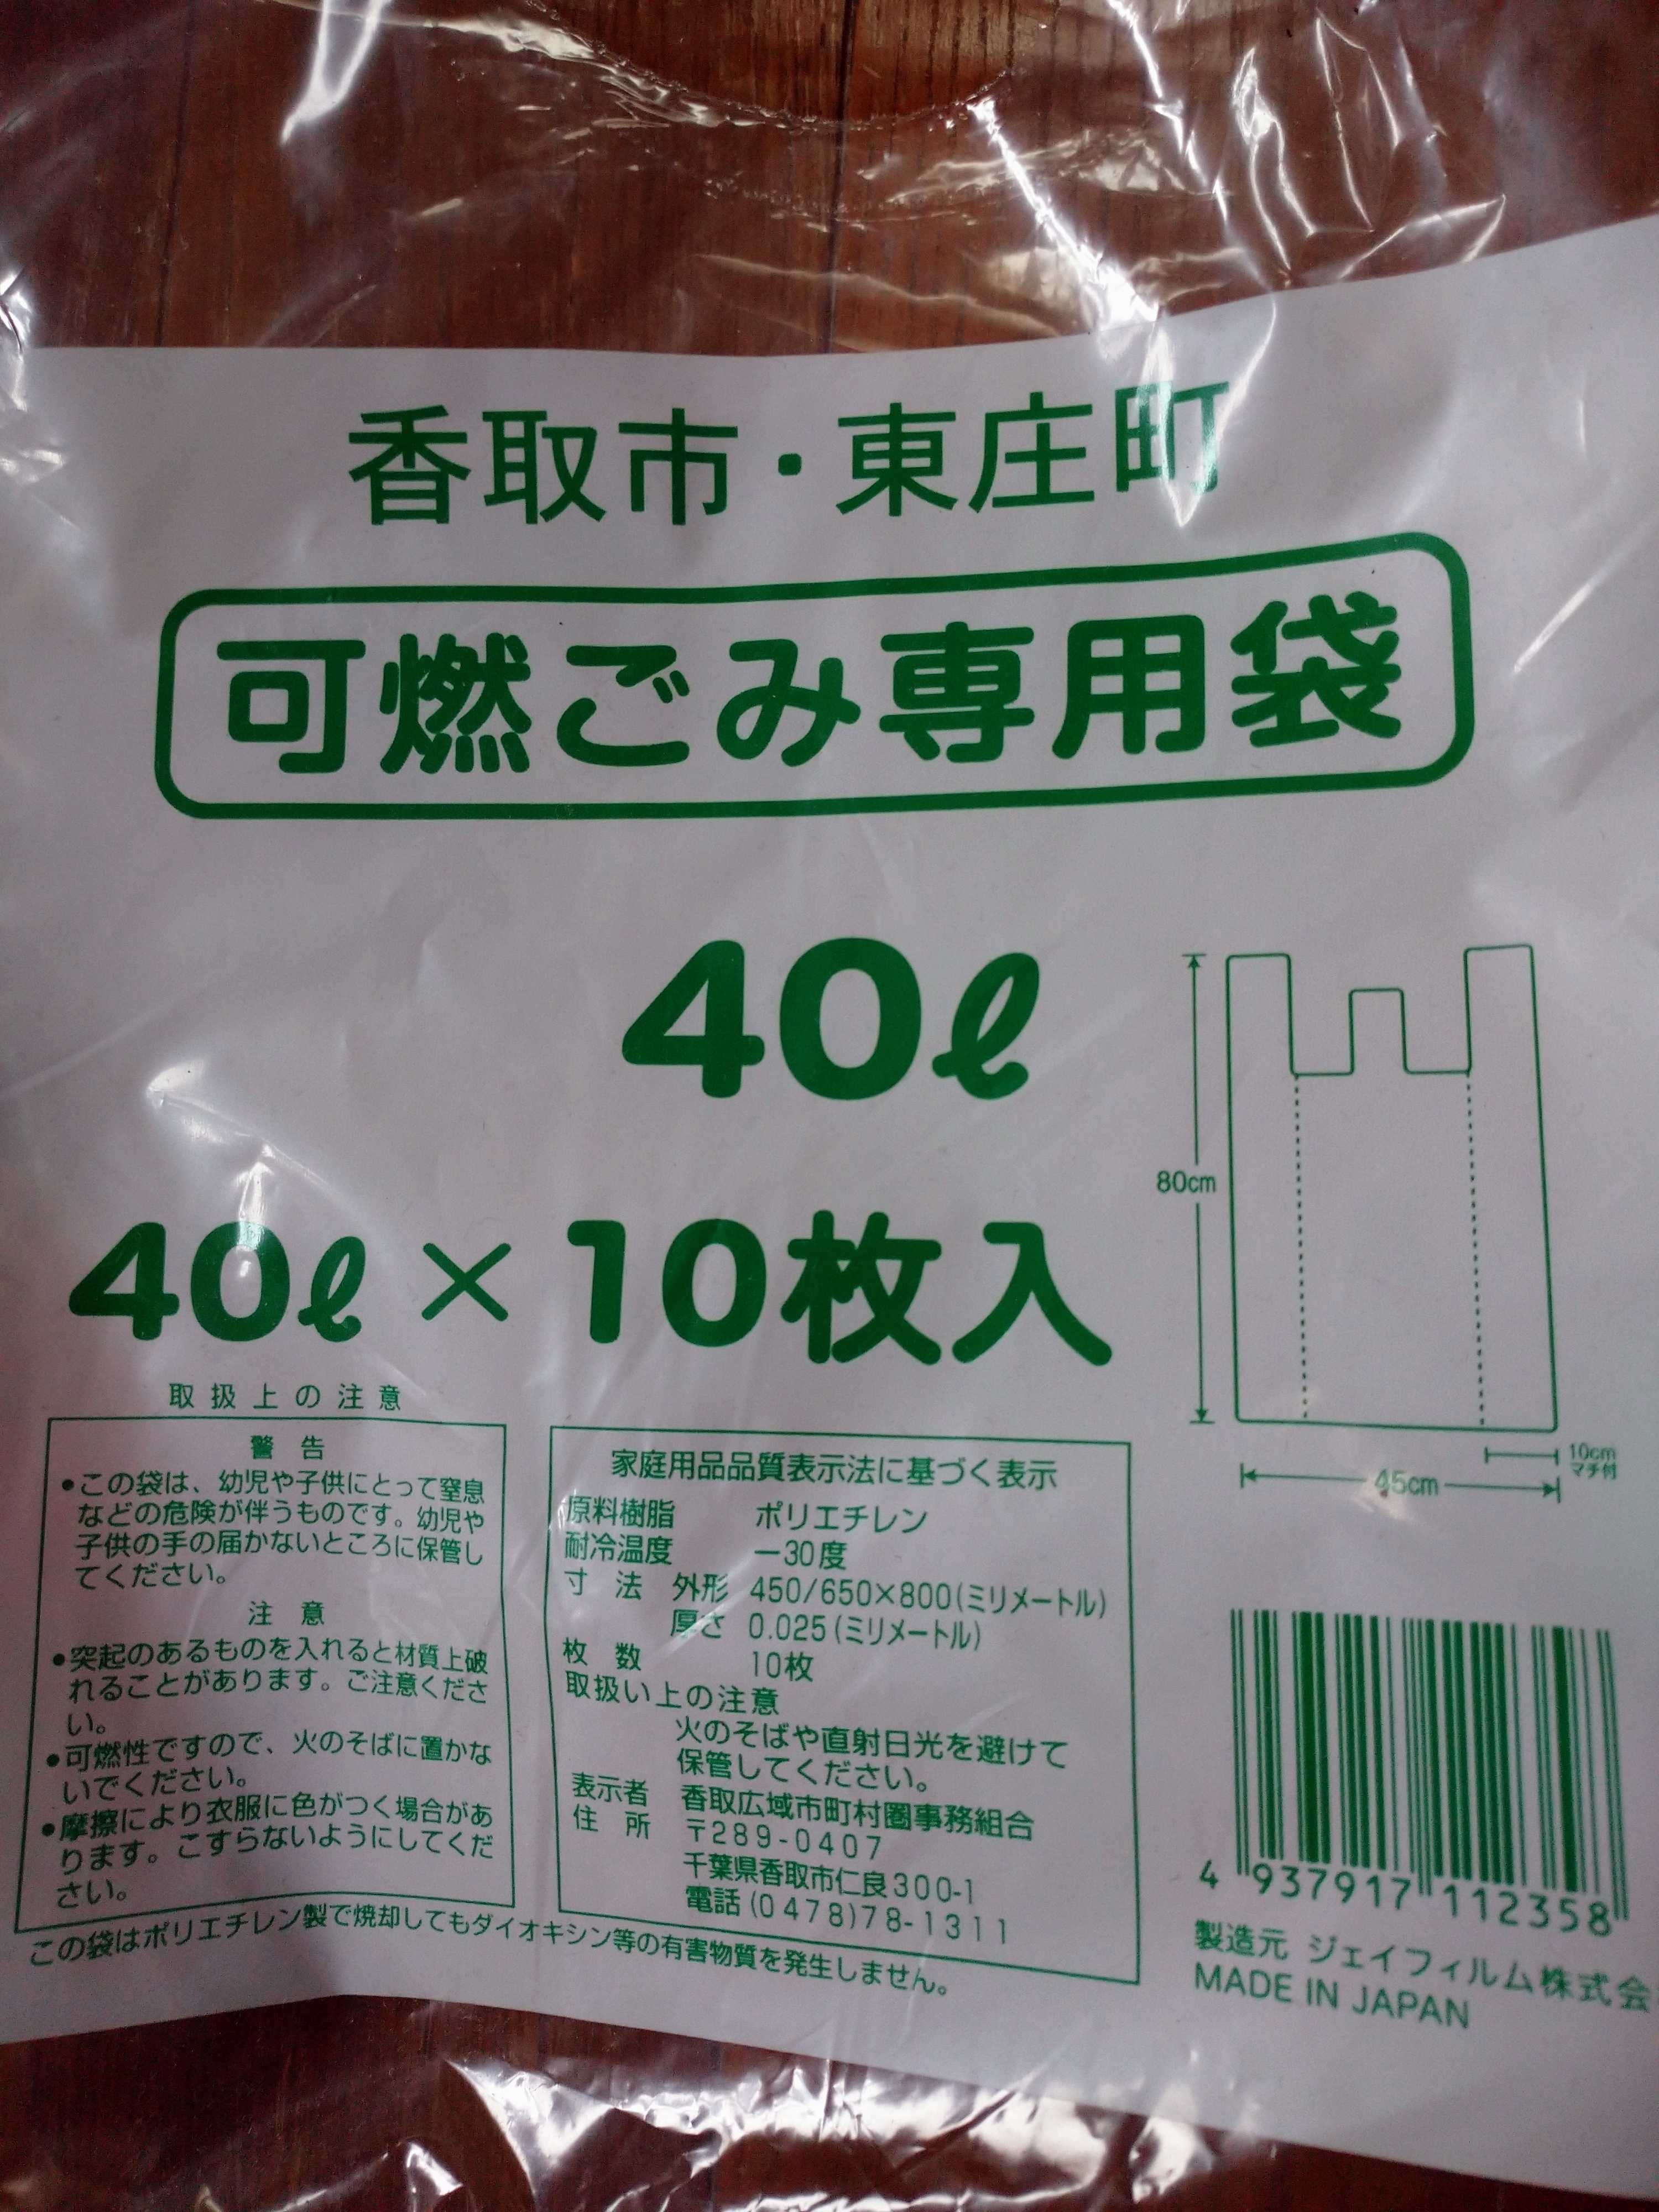 香取市・東庄町
可燃ごみ専用袋
40ℓ
40ℓ×10枚入
80cm
10cm
マチ付
45cm
取扱上の注意
警告
●この袋は、幼児や子供にとって窒息
などの危険が伴うものです。幼児や
子供の手の届かないところに保管し
てください。
注意
●突起のあるものを入れると材質上破
れることがあります。ご注意くださ
い。
●可燃性ですので、火のそばに置かな
いでください。
●摩擦により衣服に色がつく場合があ
ります。こすらないようにしてくだ
さい。
家庭用品品質表示法に基づく表示
原料樹脂 ポリエチレン
耐冷温度 −30度
寸法 外形 450/650×800(ミリメートル)
厚さ 0.025(ミリメートル)
枚数 10枚
取扱い上の注意
火のそばや直射日光を避けて
保管してください。
表示者 香取広域市町村圏事務組合
住所 〒289-0407
千葉県香取市仁良300-1
電話(0478)78-1311
この袋はポリエチレン製で焼却してもダイオキシン等の有害物質を発生しません。
4 937917 112358
製造元 ジェイフィルム株式会
MADE IN JAPAN